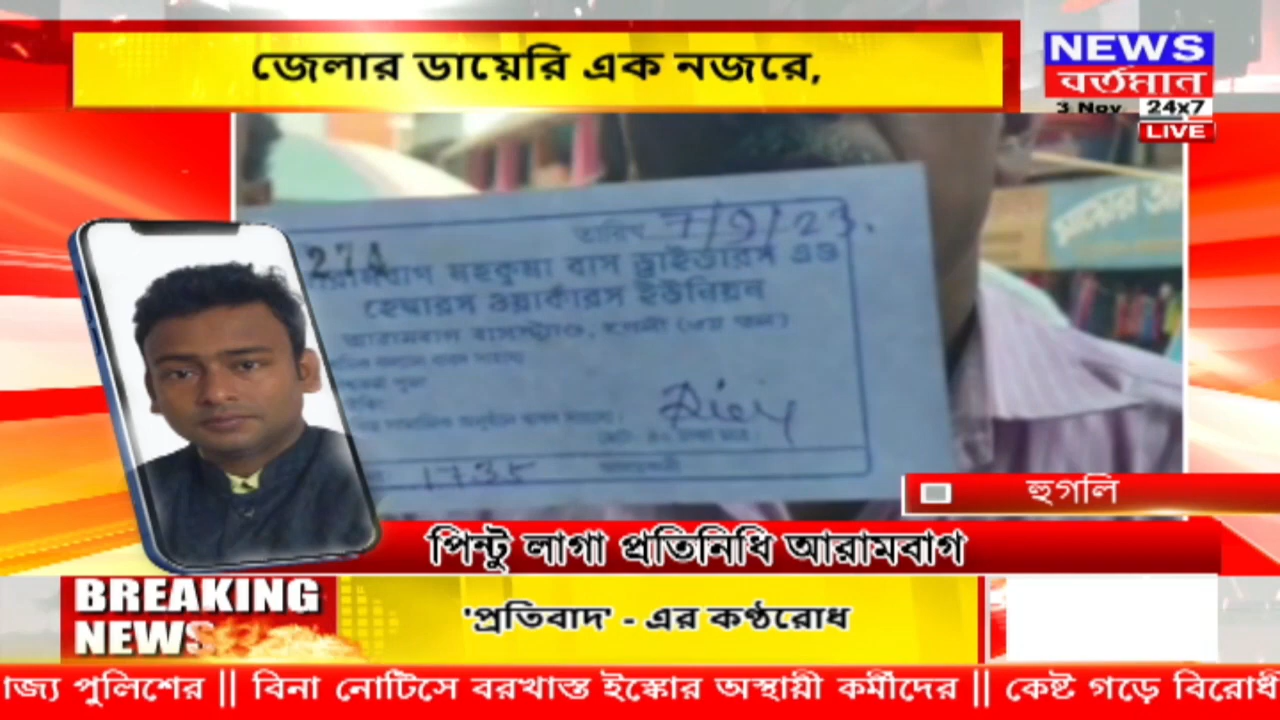 জেলার ডায়েরি এক নজরে,
NEWS
বর্তমান
3 Nov 24x7
LIVE
তারিখ 7/9/23.
27A
আরামবাগ মহকুমা বাস ড্রাইভারস এন্ড
হেল্পারস ওয়ার্কারস ইউনিয়ন
আরামবাগ বাসস্ট্যাণ্ড, হুগলী
1735
হুগলি
পিন্টু লাগা প্রতিনিধি আরামবাগ
BREAKING
NEWS
'প্রতিবাদ' - এর কণ্ঠরোধ
াজ্য পুলিশের || বিনা নোটিসে বরখাস্ত ইস্কোর অস্থায়ী কর্মীদের || কেষ্ট গড়ে বিরোধী